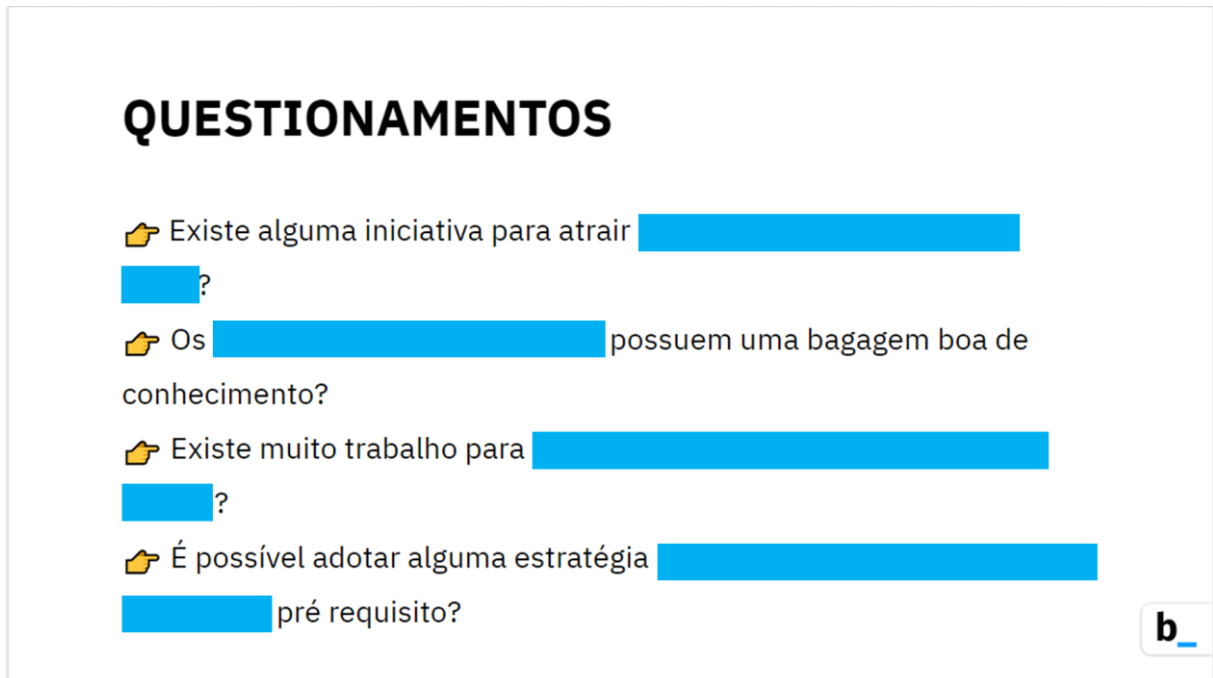 QUESTIONAMENTOS
👉 Existe alguma iniciativa para atrair
?
👉 Os possuem uma bagagem boa de
conhecimento?
👉 Existe muito trabalho para
?
👉 É possível adotar alguma estratégia
pré requisito?
b_